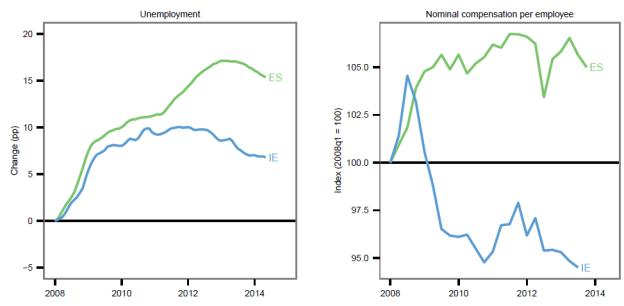 Unemployment
20
15
10
5
0
−5
Change (pp)
ES
IE
2008
2010
2012
2014
Nominal compensation per employee
105.0
102.5
100.0
97.5
95.0
Index (2008q1 = 100)
ES
IE
2008
2010
2012
2014